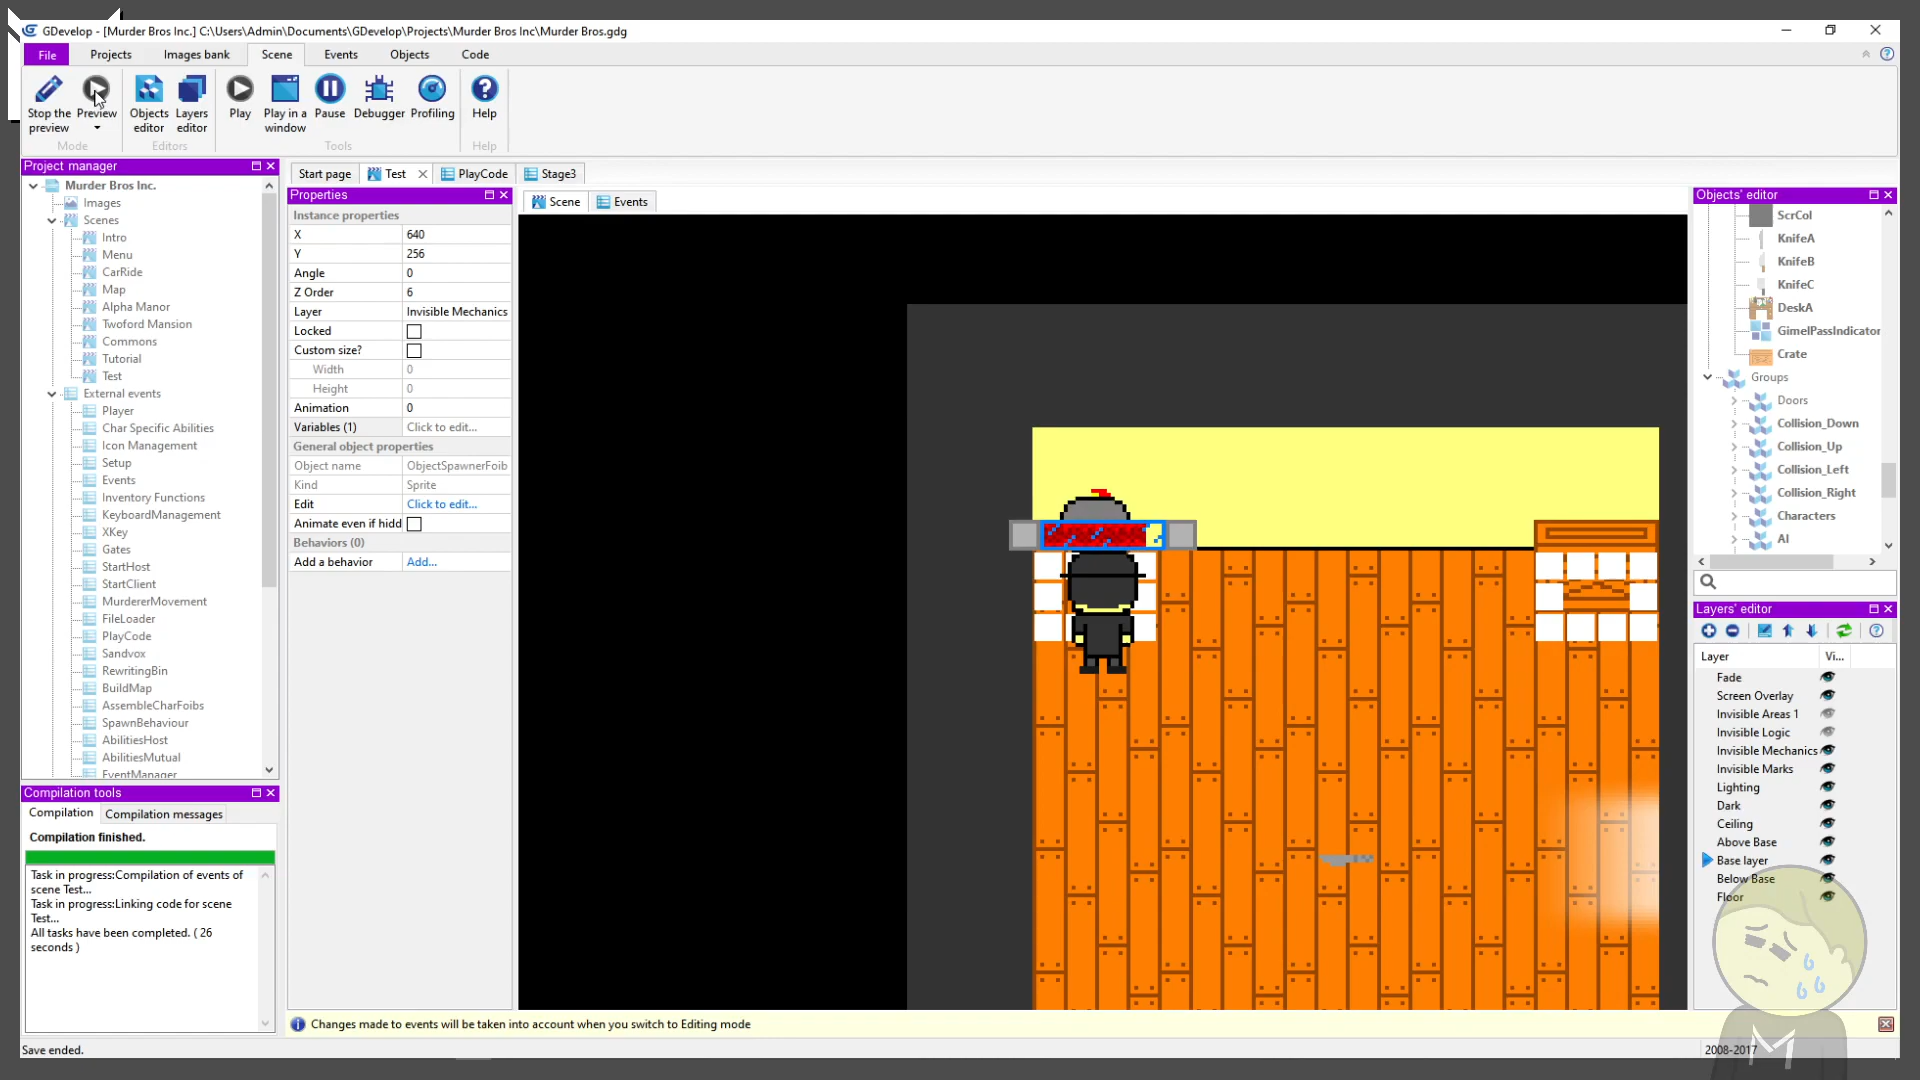 GDevelop - [Murder Bros Inc.] C:\Users\Admin\Documents\GDevelop\Projects\Murder Bros Inc\Murder Bros.gdg
File Projects Images bank Scene Events Objects Code
Stop the preview
Preview
Objects editor
Layers editor
Play
Play in a window
Pause
Debugger
Profiling
Help
Mode Editors Tools Help
Project manager
Murder Bros Inc.
Images
Scenes
Intro
Menu
CarRide
Map
Alpha Manor
Twoford Mansion
Commons
Tutorial
Test
External events
Player
Char Specific Abilities
Icon Management
Setup
Events
Inventory Functions
KeyboardManagement
XKey
Gates
StartHost
StartClient
MurdererMovement
FileLoader
PlayCode
Sandvox
RewritingBin
BuildMap
AssembleCharFoibs
SpawnBehaviour
AbilitiesHost
AbilitiesMutual
EventManager
Compilation tools
Compilation Compilation messages
Compilation finished.
Task in progress:Compilation of events of
scene Test...
Task in progress:Linking code for scene
Test...
All tasks have been completed. ( 26
seconds )
Save ended.
Start page Test PlayCode Stage3
Properties
Instance properties
X 640
Y 256
Angle 0
Z Order 6
Layer Invisible Mechanics
Locked
Custom size?
Width 0
Height 0
Animation 0
Variables (1) Click to edit...
General object properties
Object name ObjectSpawnerFoib
Kind Sprite
Edit Click to edit...
Animate even if hidd
Behaviors (0)
Add a behavior Add...
Scene Events
Changes made to events will be taken into account when you switch to Editing mode
Objects' editor
ScrCol
KnifeA
KnifeB
KnifeC
DeskA
GimelPassIndicator
Crate
Groups
Doors
Collision_Down
Collision_Up
Collision_Left
Collision_Right
Characters
AI
Layers' editor
Layer Vi...
Fade
Screen Overlay
Invisible Areas 1
Invisible Logic
Invisible Mechanics
Invisible Marks
Lighting
Dark
Ceiling
Above Base
Base layer
Below Base
Floor
2008-2017